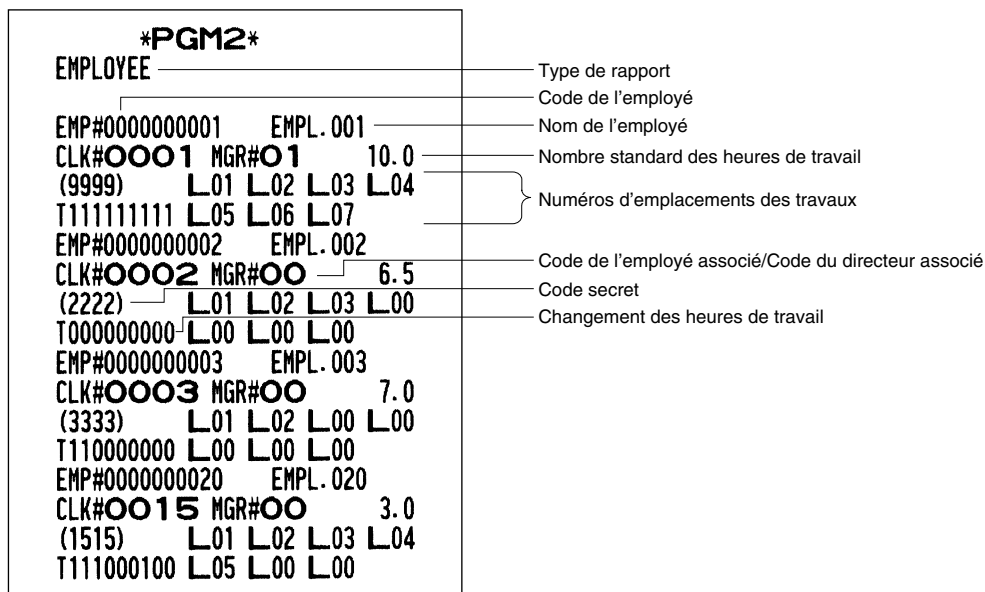 *PGM2*
EMPLOYEE
Type de rapport
Code de l'employé
EMP#0000000001 EMPL.001
Nom de l'employé
CLK#0001 MGR#01 10.0
Nombre standard des heures de travail
(9999) L01 L02 L03 L04
T111111111 L05 L06 L07
Numéros d'emplacements des travaux
EMP#0000000002 EMPL.002
CLK#0002 MGR#00 6.5
Code de l'employé associé/Code du directeur associé
(2222) L01 L02 L03 L00
Code secret
T000000000 L00 L00 L00
Changement des heures de travail
EMP#0000000003 EMPL.003
CLK#0003 MGR#00 7.0
(3333) L01 L02 L00 L00
T110000000 L00 L00 L00
EMP#0000000020 EMPL.020
CLK#0015 MGR#00 3.0
(1515) L01 L02 L03 L04
T111000100 L05 L00 L00